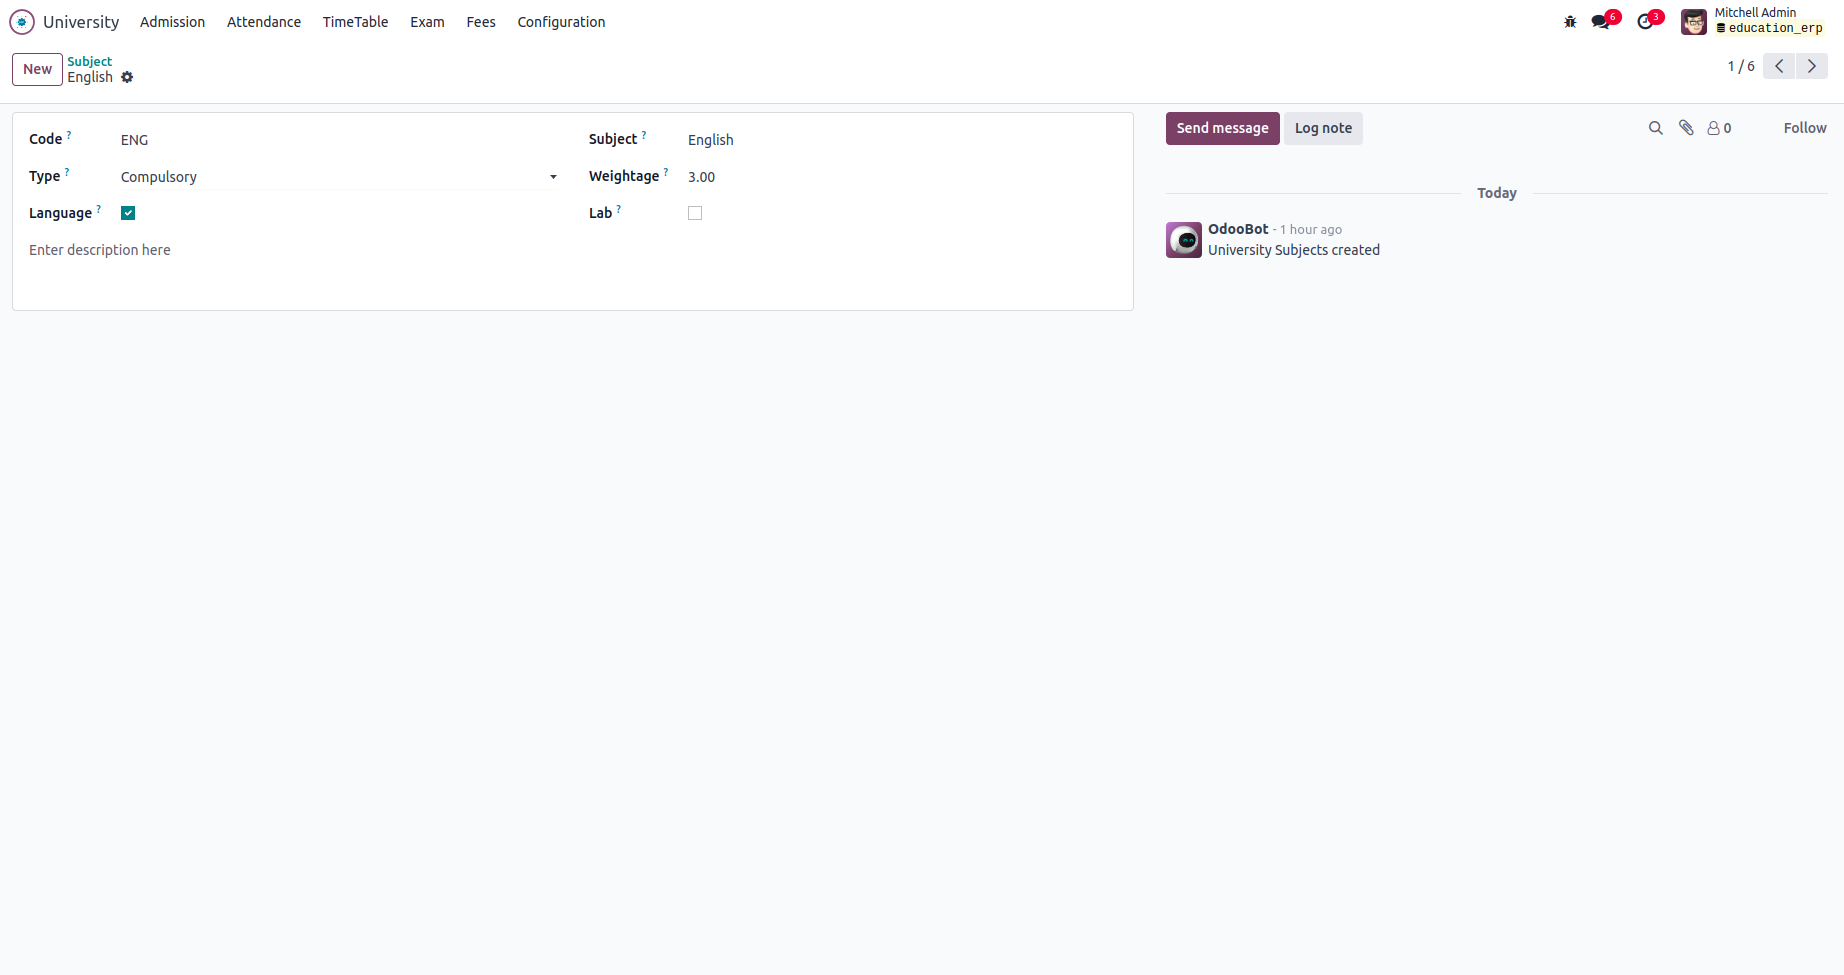 University Admission Attendance TimeTable Exam Fees Configuration 6 3 Mitchell Admin
education_erp
New Subject
English 1 / 6
Code ? ENG Subject ? English
Type ? Compulsory Weightage ? 3.00
Language ? Lab ?
Enter description here
Send message Log note 0 Follow
Today
OdooBot - 1 hour ago
University Subjects created